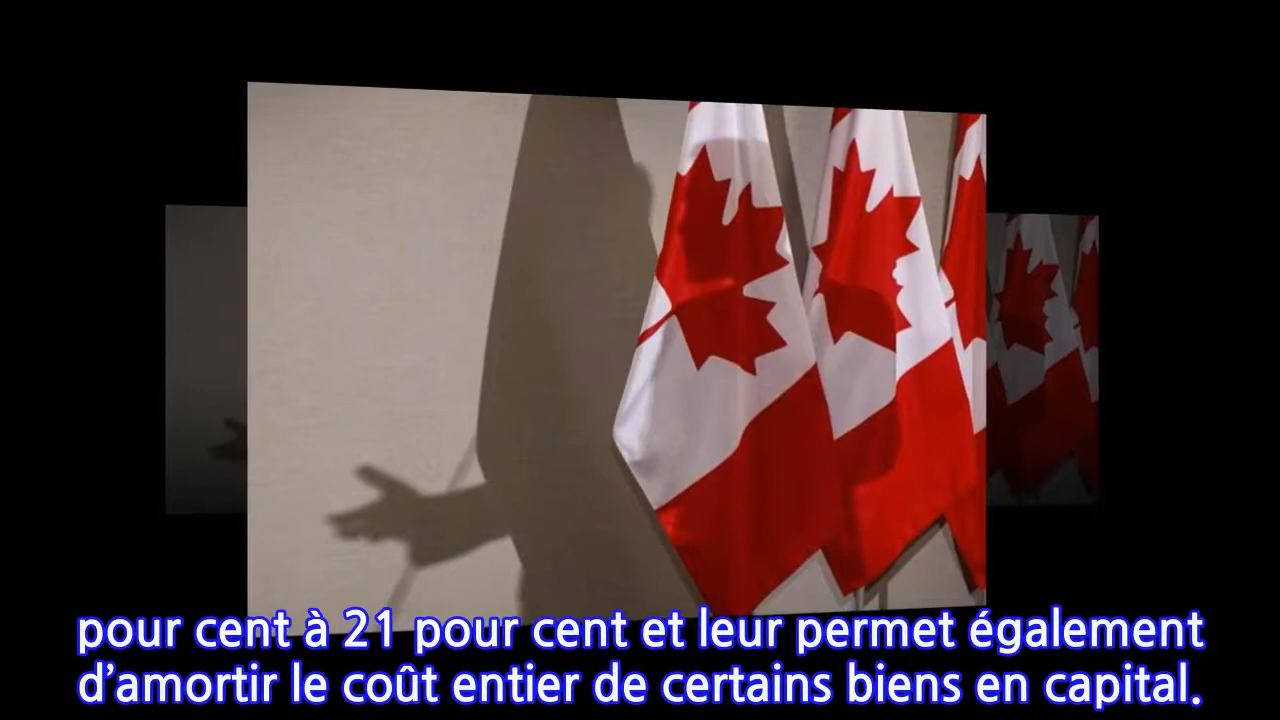 pour cent à 21 pour cent et leur permet également
d’amortir le coût entier de certains biens en capital.